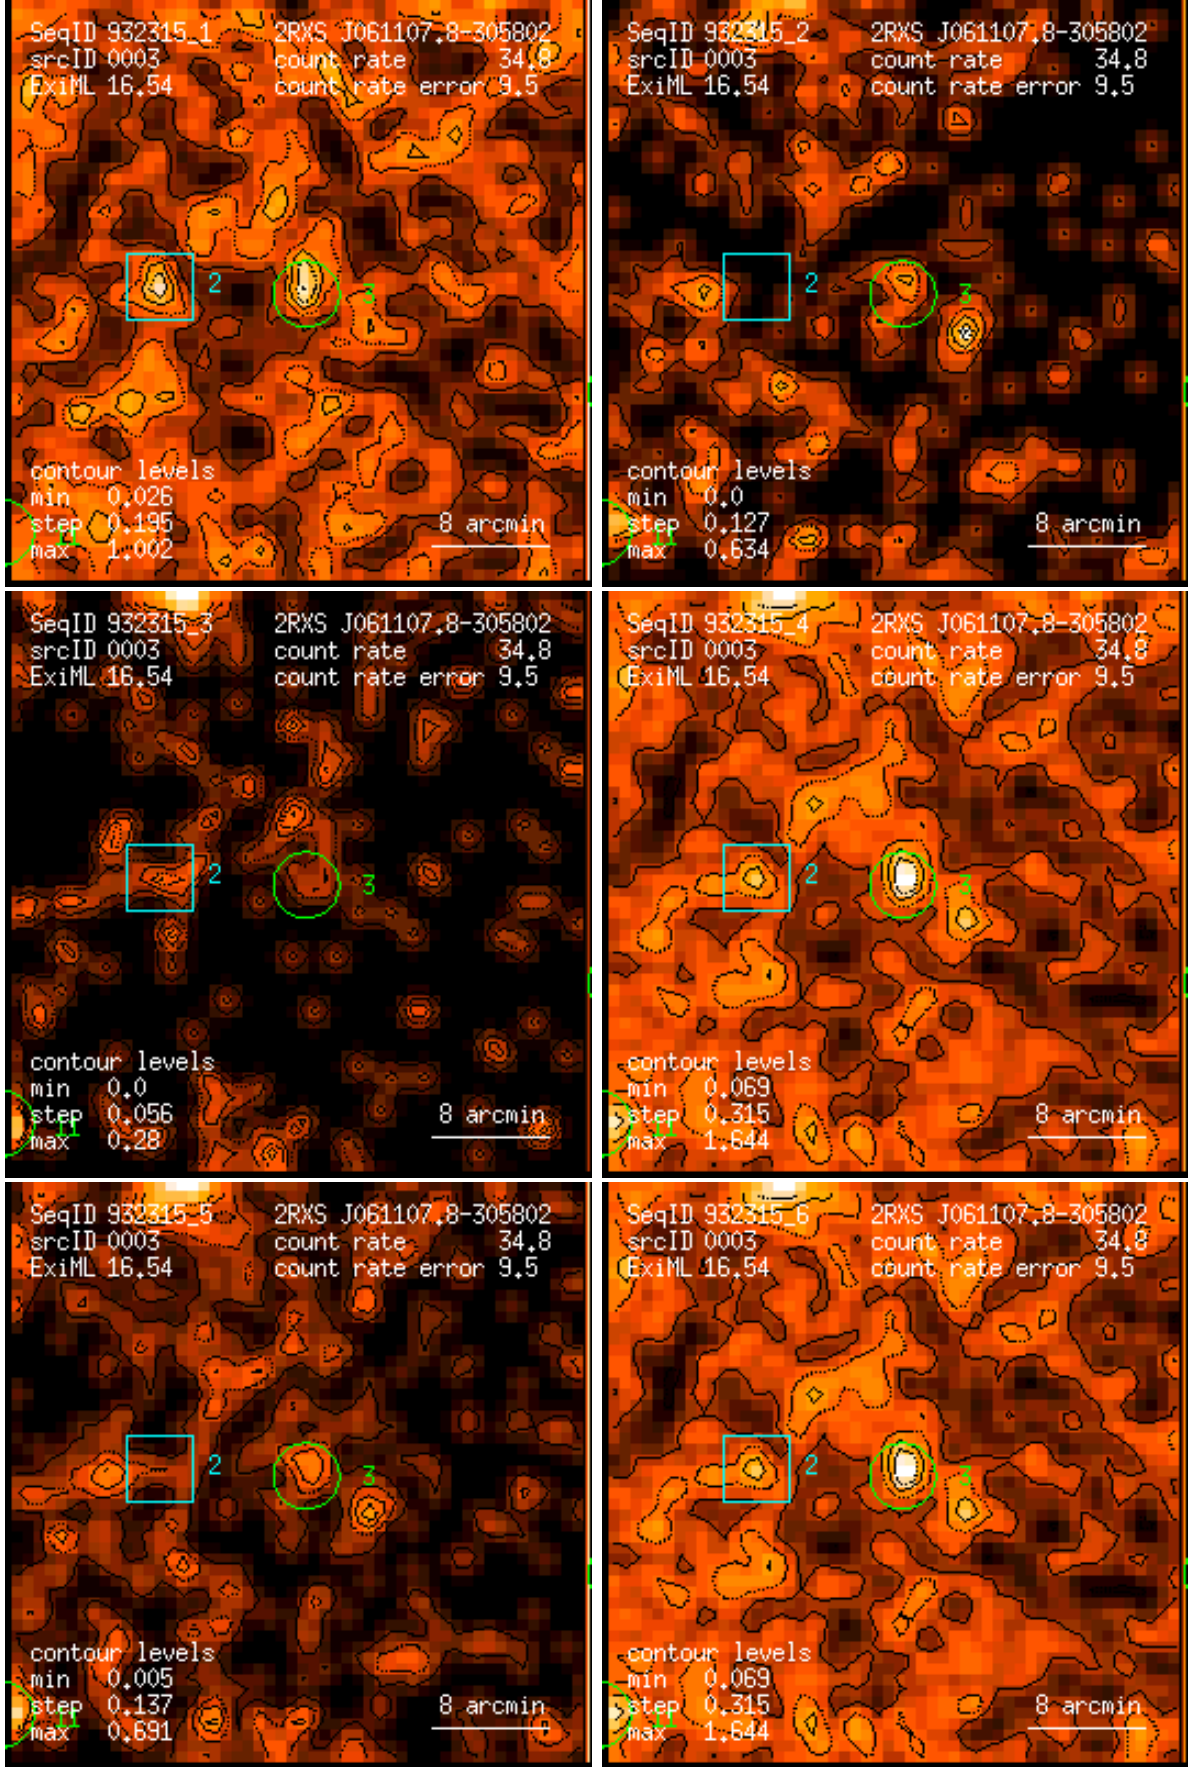 SeqID 932315_1 2RXS J061107.8-305802
srcID 0003 count rate 34.8
ExiML 16.54 count rate error 9.5
2
3
contour levels
min 0.026
step 0.195 8 arcmin
11
max 1.002
SeqID 932315_2 2RXS J061107.8-305802
srcID 0003 count rate 34.8
ExiML 16.54 count rate error 9.5
2
3
contour levels
min 0.0
step 0.127 8 arcmin
11
max 0.634
SeqID 932315_3 2RXS J061107.8-305802
srcID 0003 count rate 34.8
ExiML 16.54 count rate error 9.5
2
3
contour levels
min 0.0
step 0.056 8 arcmin
11
max 0.28
SeqID 932315_4 2RXS J061107.8-305802
srcID 0003 count rate 34.8
ExiML 16.54 count rate error 9.5
2
3
contour levels
min 0.069
step 0.315 8 arcmin
11
max 1.644
SeqID 932315_5 2RXS J061107.8-305802
srcID 0003 count rate 34.8
ExiML 16.54 count rate error 9.5
2
3
contour levels
min 0.005
step 0.137 8 arcmin
11
max 0.691
SeqID 932315_6 2RXS J061107.8-305802
srcID 0003 count rate 34.8
ExiML 16.54 count rate error 9.5
2
3
contour levels
min 0.069
step 0.315 8 arcmin
11
max 1.644